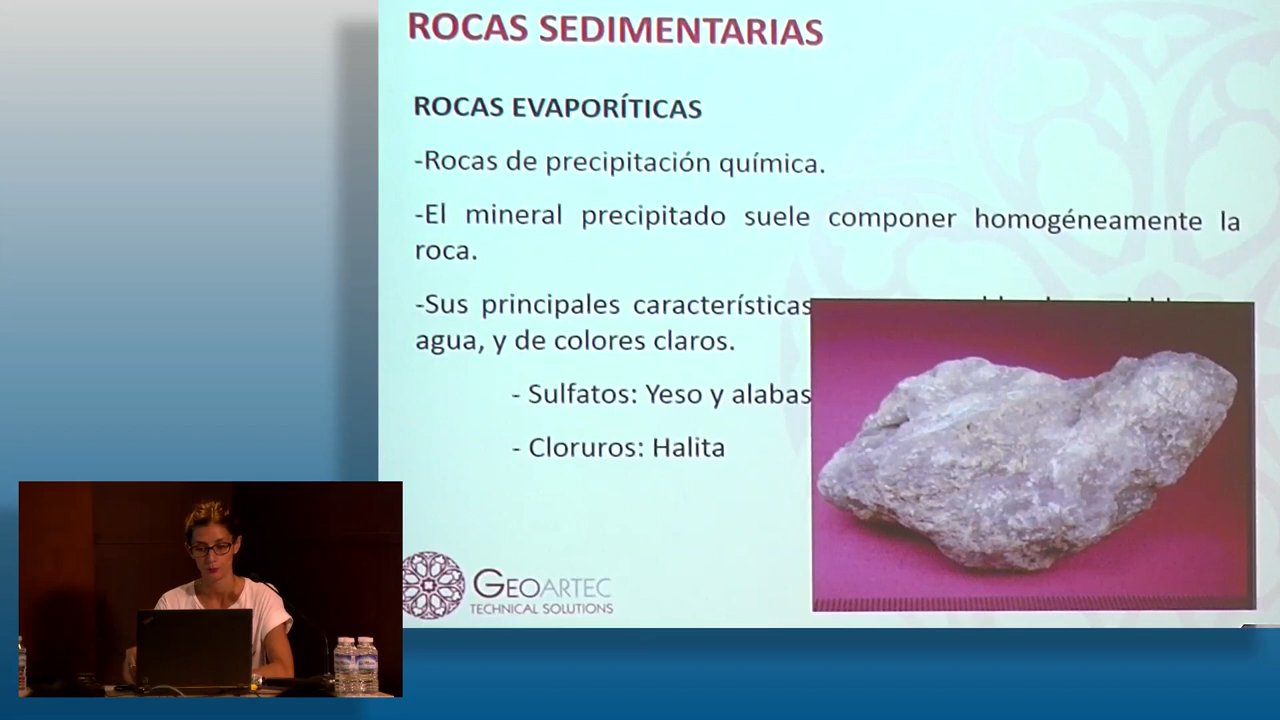 ROCAS SEDIMENTARIAS
ROCAS EVAPORÍTICAS
-Rocas de precipitación química.
-El mineral precipitado suele componer homogéneamente la
roca.
-Sus principales características
agua, y de colores claros.
- Sulfatos: Yeso y alabas
- Cloruros: Halita
GEOARTEC
TECHNICAL SOLUTIONS